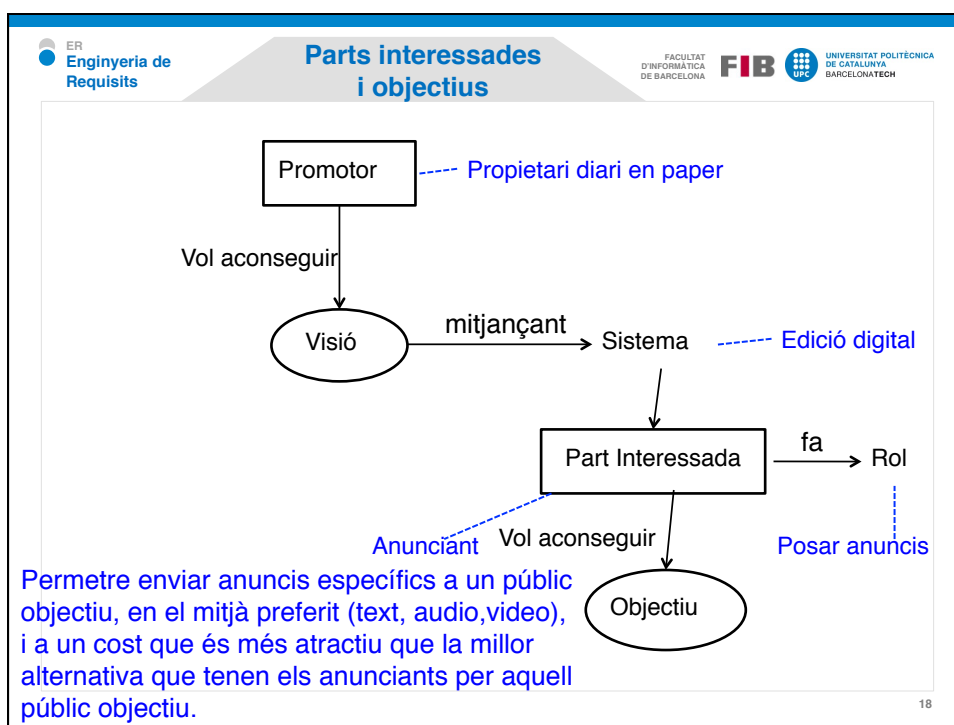 ER
Enginyeria de
Requisits
Parts interessades
i objectius
FACULTAT
D'INFORMÀTICA
DE BARCELONA
FIB
UPC
UNIVERSITAT POLITÈCNICA
DE CATALUNYA
BARCELONATECH
Promotor
Propietari diari en paper
Vol aconseguir
Visió
mitjançant
Sistema
Edició digital
Part Interessada
fa
Rol
Anunciant
Vol aconseguir
Posar anuncis
Objectiu
Permetre enviar anuncis específics a un públic
objectiu, en el mitjà preferit (text, audio,video),
i a un cost que és més atractiu que la millor
alternativa que tenen els anunciants per aquell
públic objectiu.
18